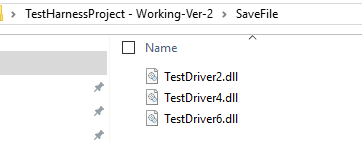 TestHarnessProject - Working-Ver-2 > SaveFile
Name
TestDriver2.dll
TestDriver4.dll
TestDriver6.dll